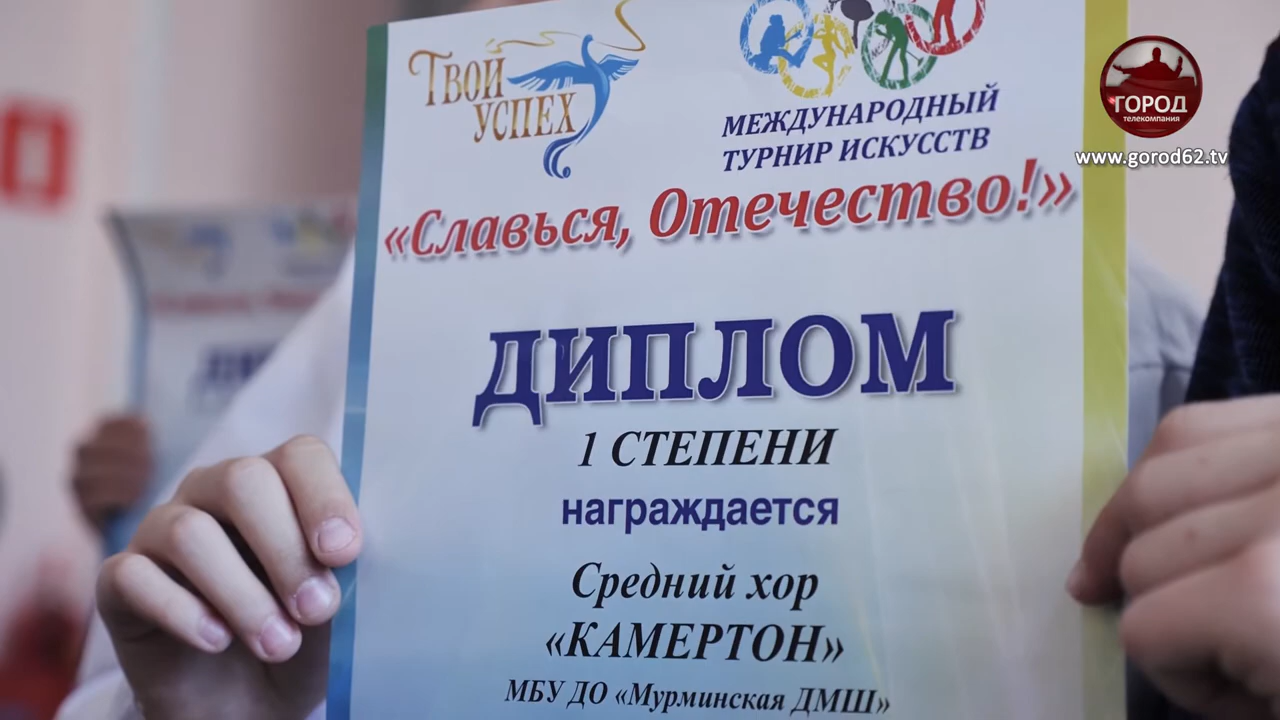 ТВОЙ
УСПЕХ
МЕЖДУНАРОДНЫЙ
ТУРНИР ИСКУССТВ
«Славься, Отечество!»
ДИПЛОМ
1 СТЕПЕНИ
награждается
Средний хор
«КАМЕРТОН»
МБУ ДО «Мурминская ДМШ»
ГОРОД
телекомпания
www.gorod62.tv